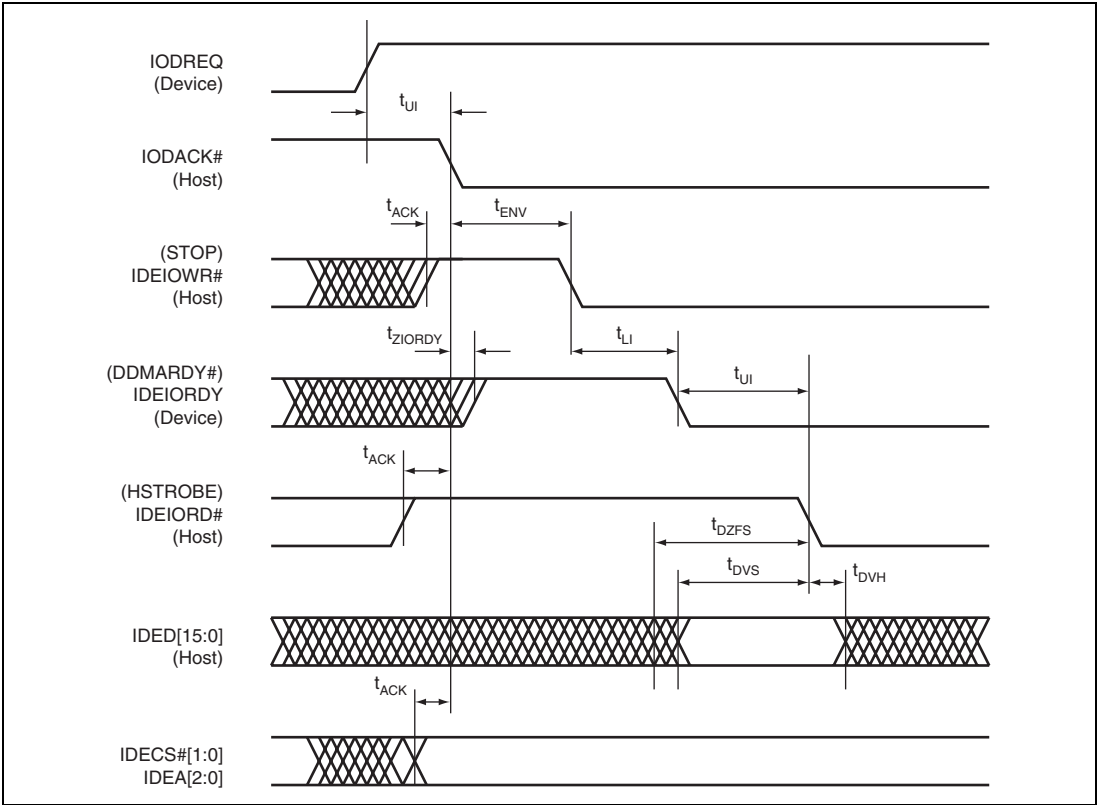 IODREQ
(Device)
tUI
IODACK#
(Host)
tACK
tENV
(STOP)
IDEIOWR#
(Host)
tZIORDY
tLI
(DDMARDY#)
IDEIORDY
(Device)
tUI
tACK
(HSTROBE)
IDEIORD#
(Host)
tDZFS
tDVS
tDVH
IDED[15:0]
(Host)
tACK
IDECS#[1:0]
IDEA[2:0]